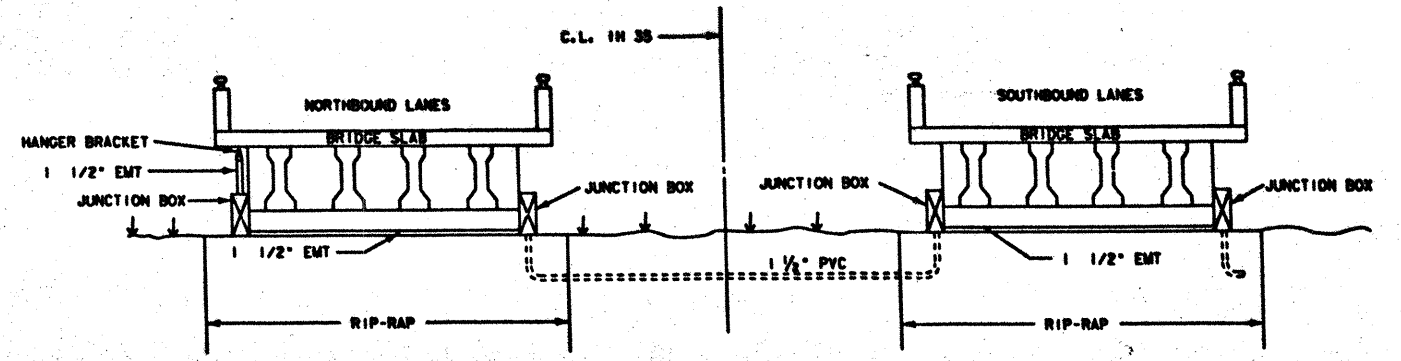 C.L. IH 35
NORTHBOUND LANES
SOUTHBOUND LANES
BRIDGE SLAB
BRIDGE SLAB
HANGER BRACKET
1 1/2" EMT
JUNCTION BOX
JUNCTION BOX
JUNCTION BOX
JUNCTION BOX
1 1/2" EMT
1 1/2" PVC
1 1/2" EMT
RIP-RAP
RIP-RAP